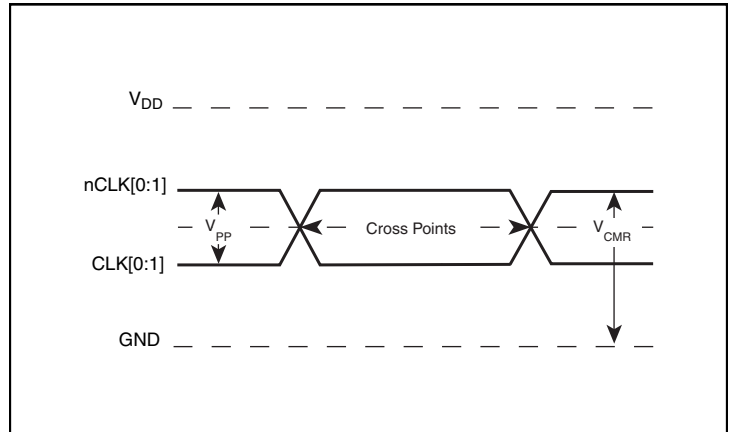 VDD
nCLK[0:1]
VPP
Cross Points
VCMR
CLK[0:1]
GND